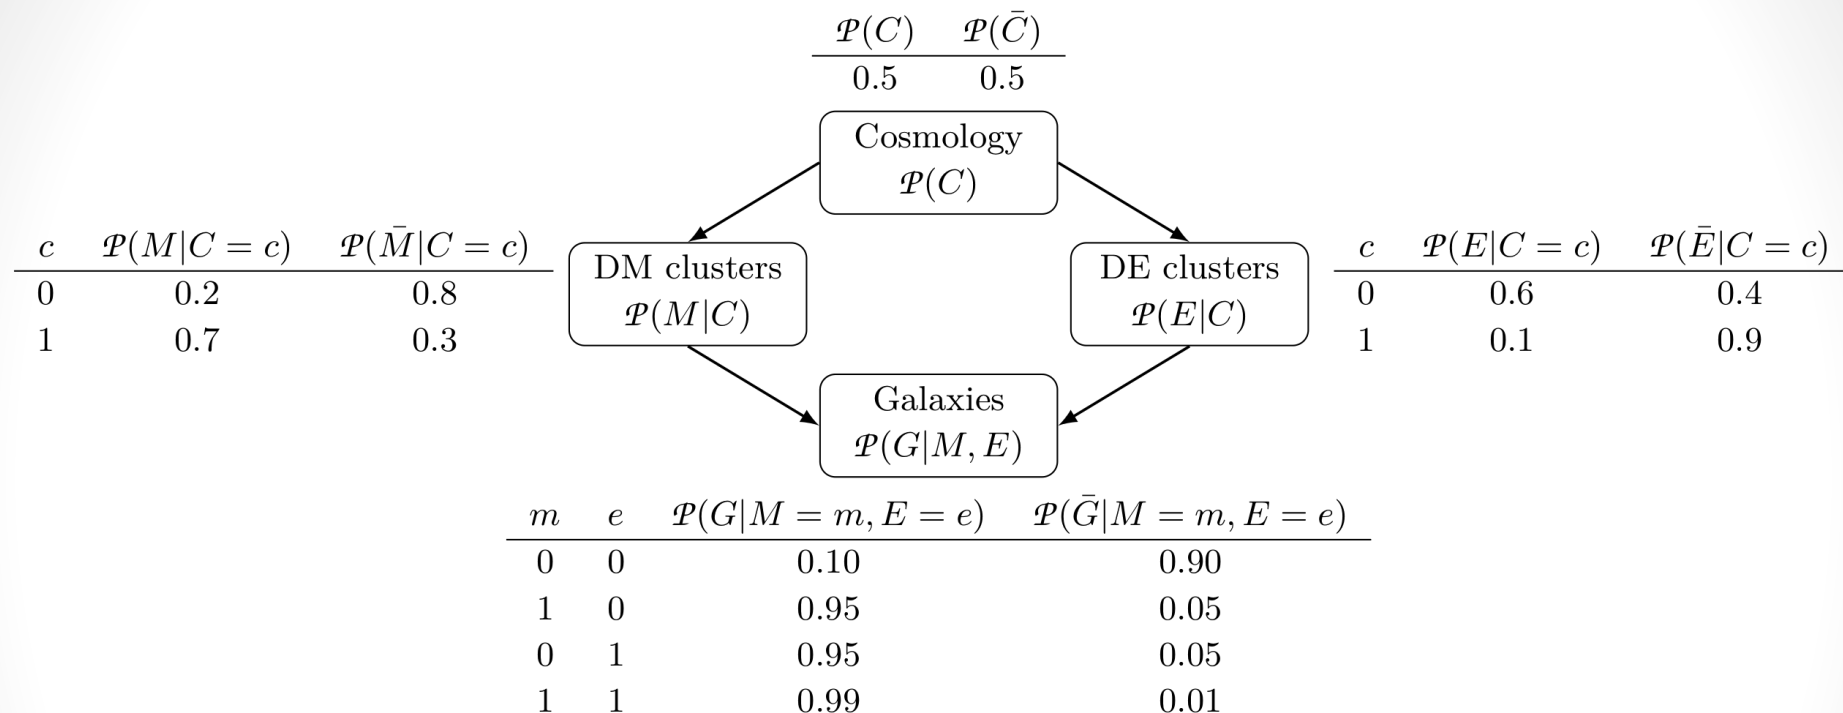 𝒫(C) 𝒫(C̄)
0.5 0.5
Cosmology
𝒫(C)
c 𝒫(M|C = c) 𝒫(M̄|C = c)
0 0.2 0.8
1 0.7 0.3
DM clusters
𝒫(M|C)
DE clusters
𝒫(E|C)
c 𝒫(E|C = c) 𝒫(Ē|C = c)
0 0.6 0.4
1 0.1 0.9
Galaxies
𝒫(G|M, E)
m e 𝒫(G|M = m, E = e) 𝒫(Ḡ|M = m, E = e)
0 0 0.10 0.90
1 0 0.95 0.05
0 1 0.95 0.05
1 1 0.99 0.01